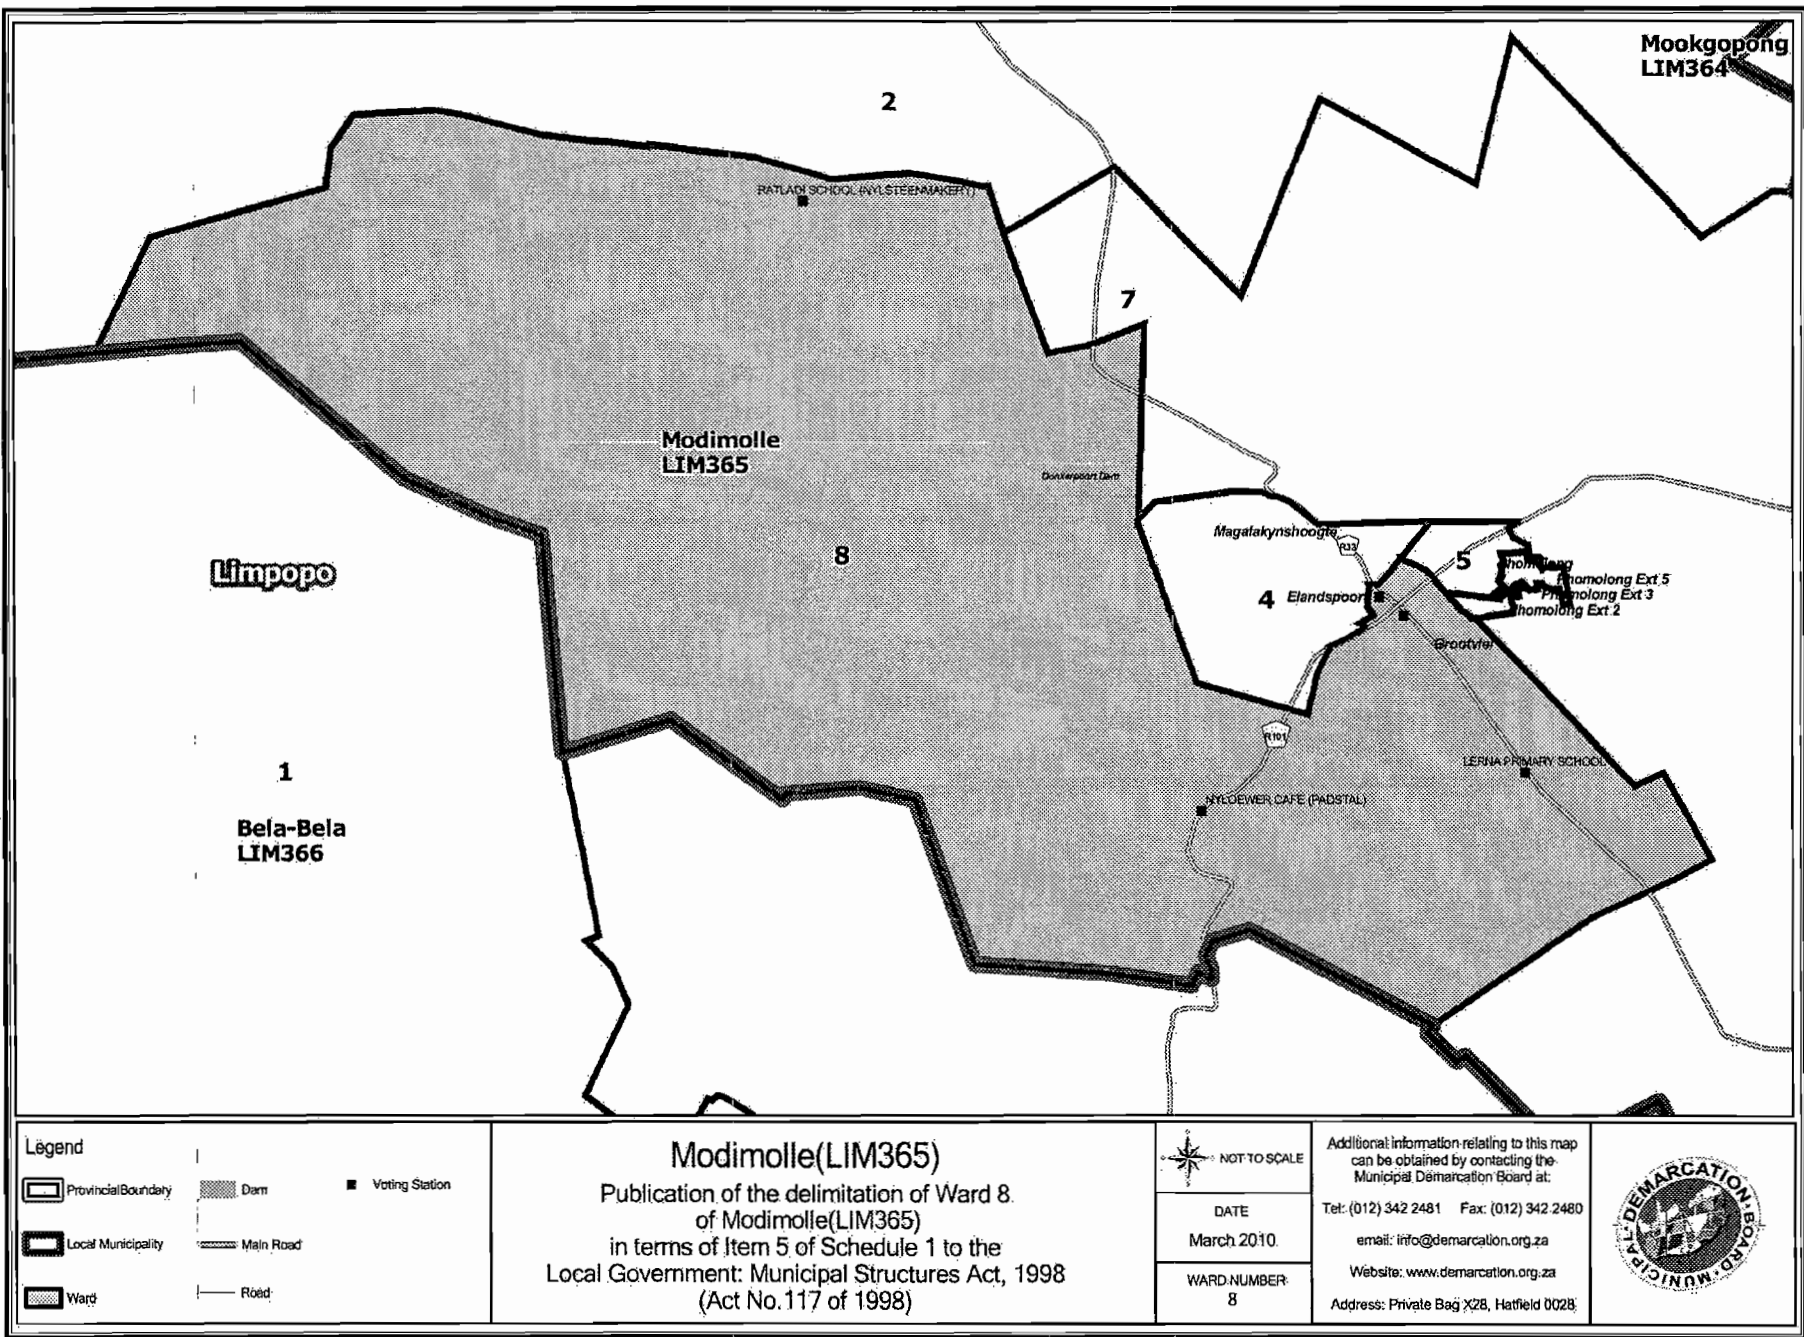 Mookgopong
LIM364
2
RATLADI SCHOOL (NYLSTEENMAKERY)
7
Modimolle
LIM365
Donkerpoort Dam
8
Limpopo
Magalakynshoogte
R33
5
4
Elandspoor
Phomolong Ext 5
Phomolong Ext 3
Phomolong Ext 2
Grootvlei
R101
LERNA PRIMARY SCHOOL
NYLOEWER CAFE (PADSTAL)
1
Bela-Bela
LIM366
Legend
Provincial Boundary
Dam
Voting Station
Local Municipality
Main Road
Ward
Road
Modimolle(LIM365)
Publication of the delimitation of Ward 8
of Modimolle(LIM365)
in terms of Item 5 of Schedule 1 to the
Local Government: Municipal Structures Act, 1998
(Act No.117 of 1998)
NOT TO SCALE
DATE
March 2010
WARD NUMBER
8
Additional information relating to this map
can be obtained by contacting the
Municipal Demarcation Board at:
Tel: (012) 342 2481 Fax: (012) 342 2480
email: info@demarcation.org.za
Website: www.demarcation.org.za
Address: Private Bag X28, Hatfield 0028
MUNICIPAL DEMARCATION BOARD